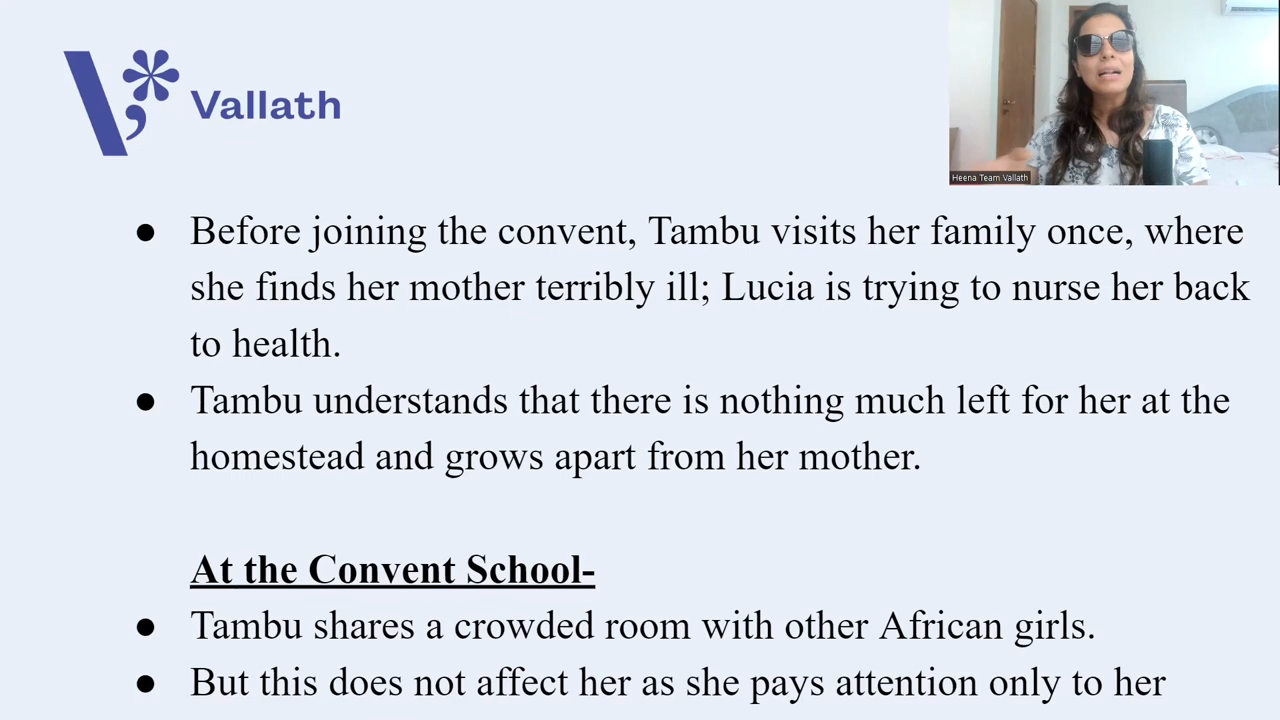 Vallath
Heena Team Vallath
● Before joining the convent, Tambu visits her family once, where
she finds her mother terribly ill; Lucia is trying to nurse her back
to health.
● Tambu understands that there is nothing much left for her at the
homestead and grows apart from her mother.
At the Convent School-
● Tambu shares a crowded room with other African girls.
● But this does not affect her as she pays attention only to her